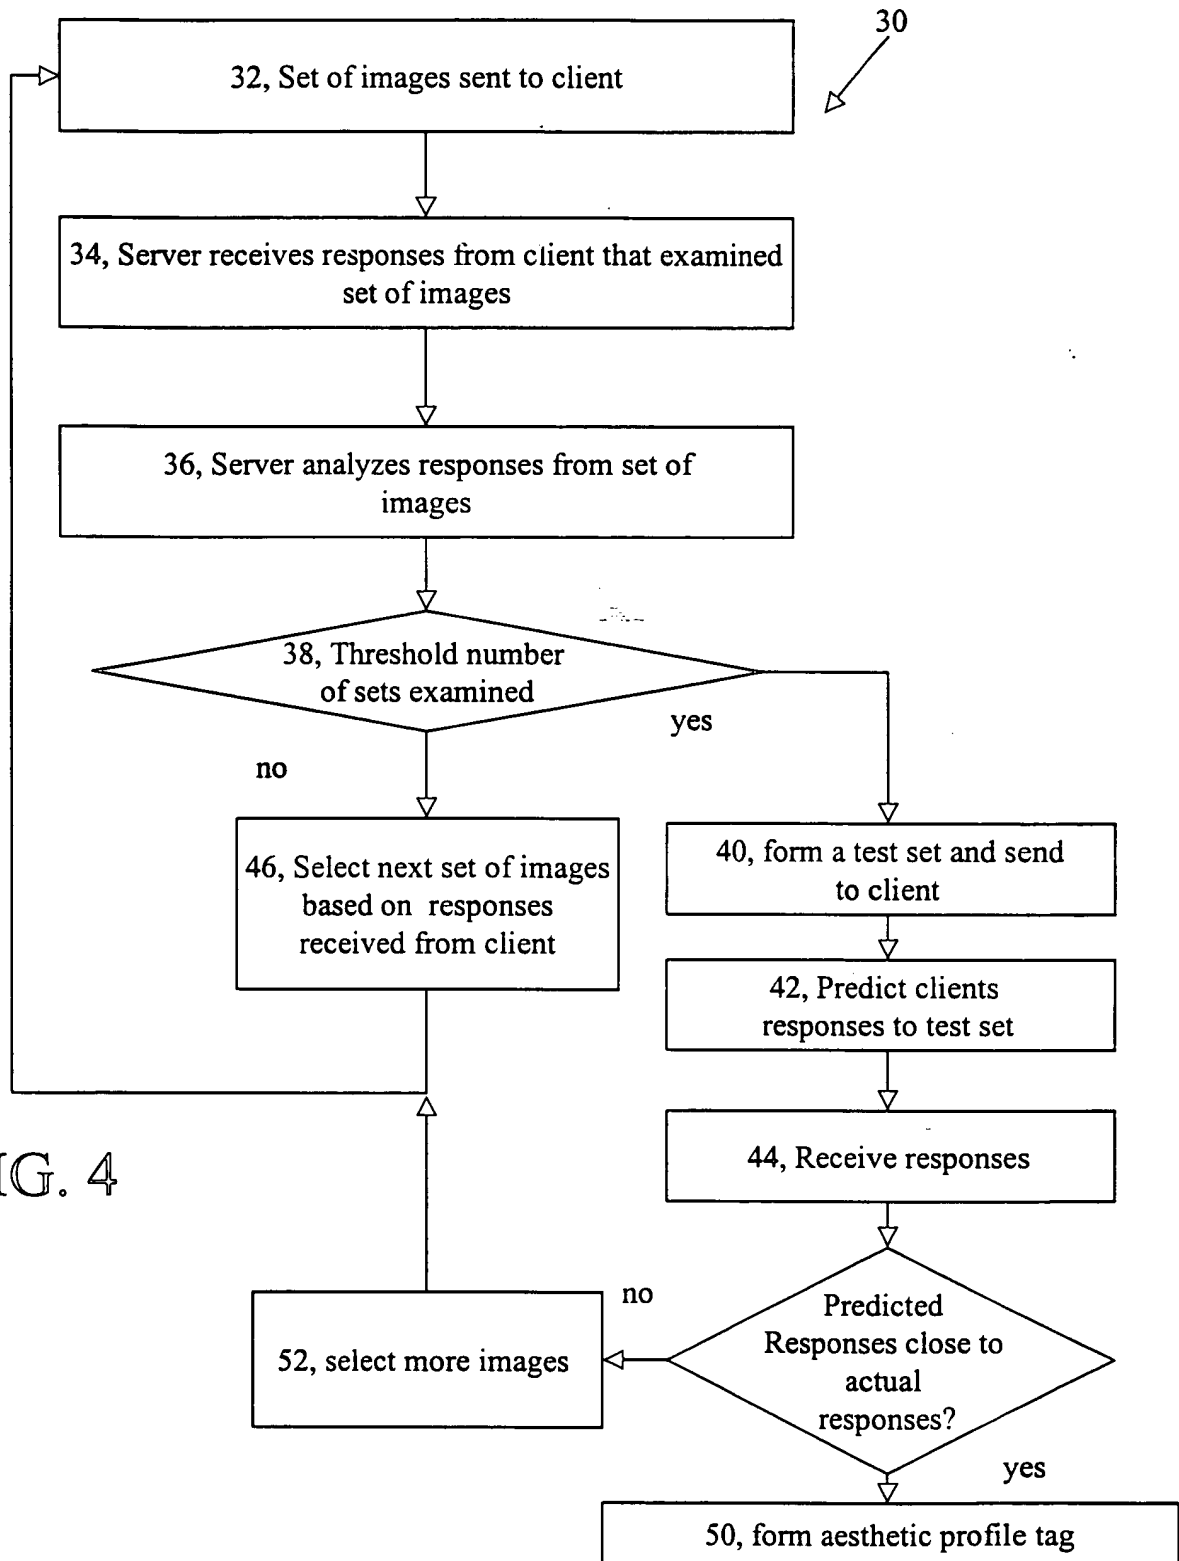 30
32, Set of images sent to client
34, Server receives responses from client that examined
set of images
36, Server analyzes responses from set of
images
38, Threshold number
of sets examined
yes
no
46, Select next set of images
based on responses
received from client
40, form a test set and send
to client
42, Predict clients
responses to test set
44, Receive responses
IG. 4
no
52, select more images
Predicted
Responses close to
actual
responses?
yes
50, form aesthetic profile tag